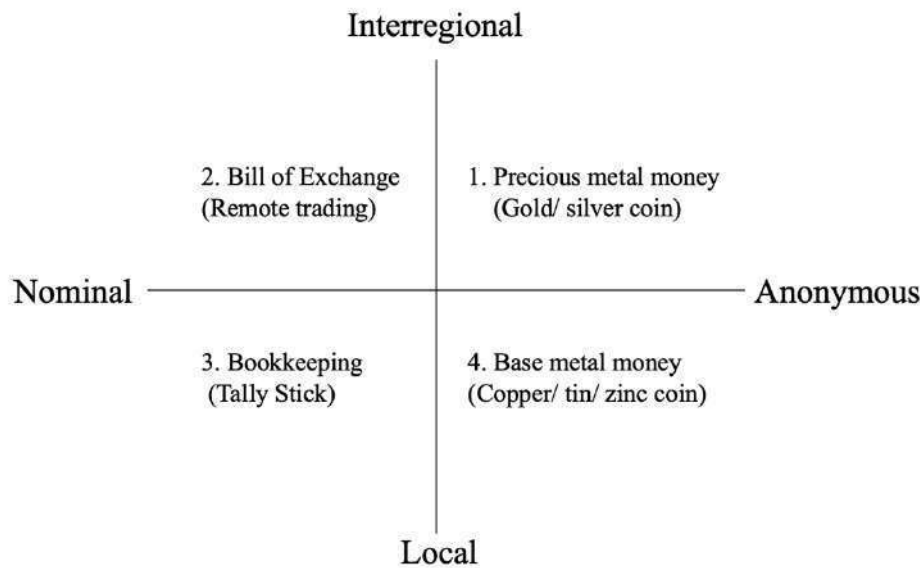 Interregional
2. Bill of Exchange
(Remote trading)
1. Precious metal money
(Gold/ silver coin)
Nominal
Anonymous
3. Bookkeeping
(Tally Stick)
4. Base metal money
(Copper/ tin/ zinc coin)
Local